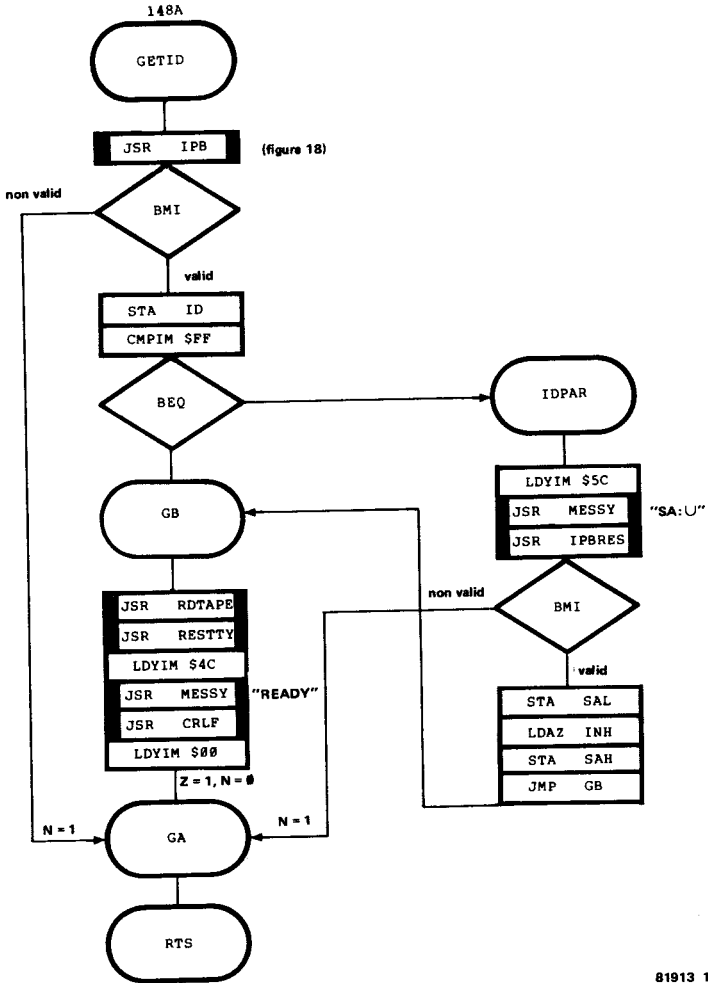 148A
GETID
JSR IPB
(figure 18)
non valid
BMI
valid
STA ID
CMPIM $FF
BEQ
IDPAR
LDYIM $5C
JSR MESSY
"SA:∪"
JSR IPBRES
GB
non valid
BMI
valid
JSR RDTAPE
JSR RESTTY
LDYIM $4C
JSR MESSY
"READY"
JSR CRLF
LDYIM $00
STA SAL
LDAZ INH
STA SAH
JMP GB
Z = 1, N = 0
N = 1
N = 1
GA
RTS
81913 1